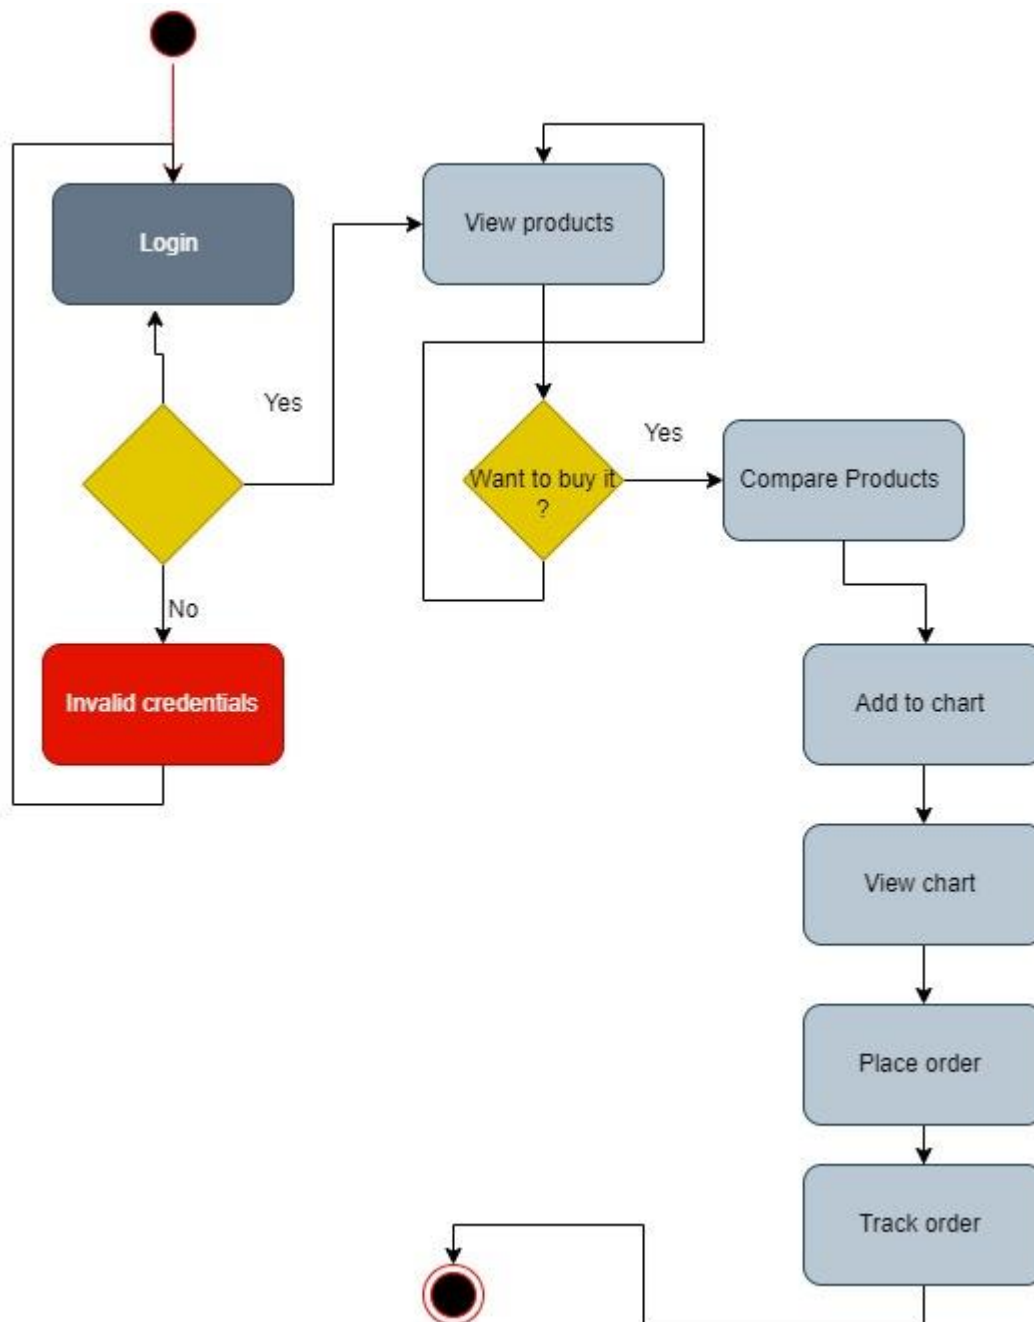 Login
View products
Yes
Yes
Want to buy it
?
Compare Products
No
Invalid credentials
Add to chart
View chart
Place order
Track order